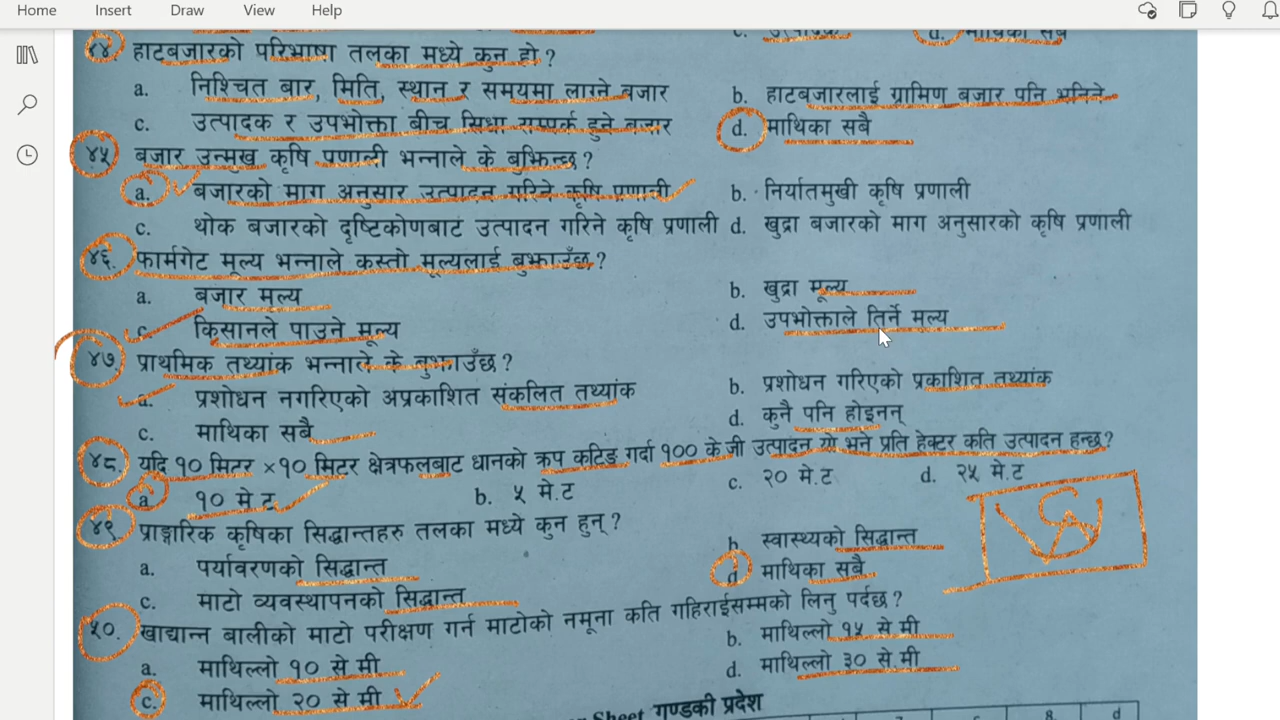 Home Insert Draw View Help
c. उत्पादक d. माथिका सबै
४४. हाटबजारको परिभाषा तलका मध्ये कुन हो ?
a. निश्चित बार, मिति, स्थान र समयमा लाग्ने बजार b. हाटबजारलाई ग्रामिण बजार पनि भनिने
c. उत्पादक र उपभोक्ता बीच सिधा सम्पर्क हुने बजार d. माथिका सबै
४५. बजार उन्मुख कृषि प्रणाली भन्नाले के बुझिन्छ ?
a. बजारको माग अनुसार उत्पादन गरिने कृषि प्रणाली b. निर्यातमुखी कृषि प्रणाली
c. थोक बजारको दृष्टिकोणबाट उत्पादन गरिने कृषि प्रणाली d. खुद्रा बजारको माग अनुसारको कृषि प्रणाली
४६. फार्मगेट मूल्य भन्नाले कस्तो मूल्यलाई बुझाउँछ ?
a. बजार मूल्य b. खुद्रा मूल्य
c. किसानले पाउने मूल्य d. उपभोक्ताले तिर्ने मूल्य
४७. प्राथमिक तथ्यांक भन्नाले के बुझाउँछ ?
a. प्रशोधन नगरिएको अप्रकाशित संकलित तथ्यांक b. प्रशोधन गरिएको प्रकाशित तथ्यांक
c. माथिका सबै d. कुनै पनि होइनन्
४८. यदि १० मिटर × १० मिटर क्षेत्रफलबाट धानको क्रप कटिङ गर्दा १०० के.जी उत्पादन भने प्रति हेक्टर कति उत्पादन हुन्छ ?
a. १० मे.ट b. ५ मे.ट c. २० मे.ट d. २५ मे.ट
४९. प्राङ्गारिक कृषिका सिद्धान्तहरु तलका मध्ये कुन हुन् ?
a. पर्यावरणको सिद्धान्त b. स्वास्थ्यको सिद्धान्त
c. माटो व्यवस्थापनको सिद्धान्त d. माथिका सबै
५०. खाद्यान्न बालीको माटो परीक्षण गर्न माटोको नमूना कति गहिराईसम्मको लिनु पर्दछ ?
a. माथिल्लो १० से मी b. माथिल्लो १५ से मी
c. माथिल्लो २० से मी d. माथिल्लो ३० से.मी
Sheet गण्डकी प्रदेश
8. d